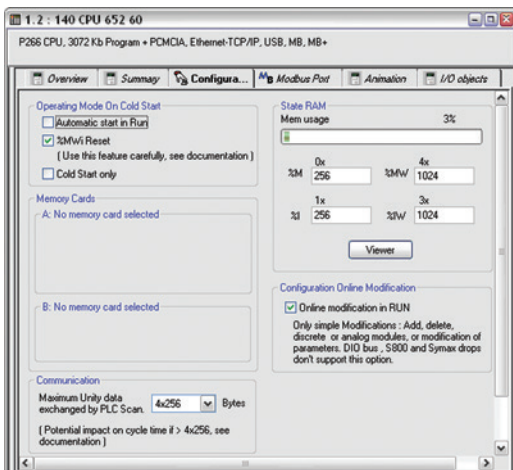 1.2 : 140 CPU 652 60
P266 CPU, 3072 Kb Program + PCMCIA, Ethernet-TCP/IP, USB, MB, MB+
Overview
Summary
Configura...
MB Modbus Port
Animation
I/O objects
Operating Mode On Cold Start
Automatic start in Run
%MWi Reset
( Use this feature carefully, see documentation )
Cold Start only
Memory Cards
A: No memory card selected
B: No memory card selected
Communication
Maximum Unity data
exchanged by PLC Scan. 4x256 Bytes
( Potential impact on cycle time if > 4x256, see
documentation )
State RAM
Mem usage 3%
0x 4x
%M 256 %MW 1024
1x 3x
%I 256 %IW 1024
Viewer
Configuration Online Modification
Online modification in RUN
Only simple Modifications : Add, delete,
discrete or analog modules, or modification of
parameters. DIO bus , S800 and Symax drops
don't support this option.